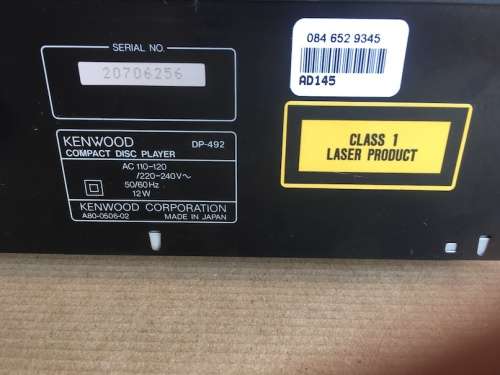 SERIAL NO.
20706256
084 652 9345
AD145
KENWOOD DP-492
COMPACT DISC PLAYER
AC 110-120
/220-240V~
50/60Hz
12W
KENWOOD CORPORATION
A80-0506-02 MADE IN JAPAN
CLASS 1
LASER PRODUCT